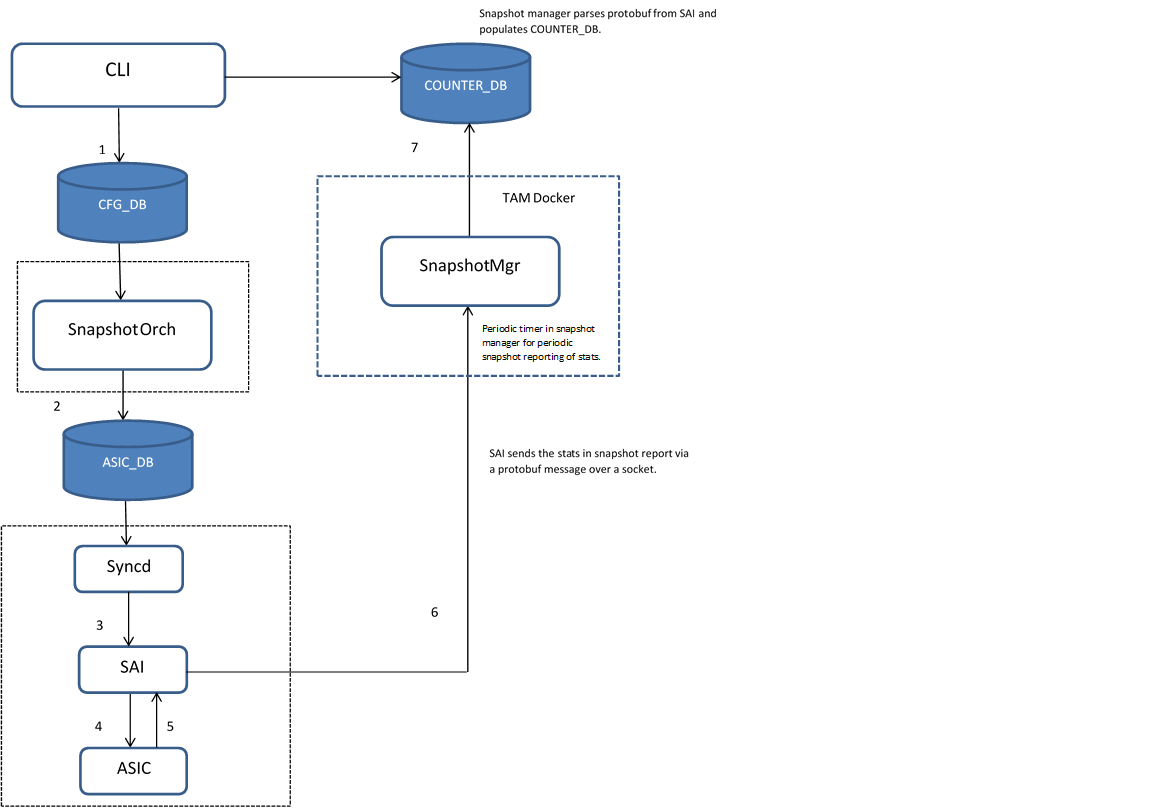 Snapshot manager parses protobuf from SAI and
populates COUNTER_DB.
CLI
COUNTER_DB
1
7
CFG_DB
TAM Docker
SnapshotMgr
SnapshotOrch
Periodic timer in snapshot
manager for periodic
snapshot reporting of stats.
2
ASIC_DB
SAI sends the stats in snapshot report via
a protobuf message over a socket.
Syncd
3
6
SAI
4
5
ASIC